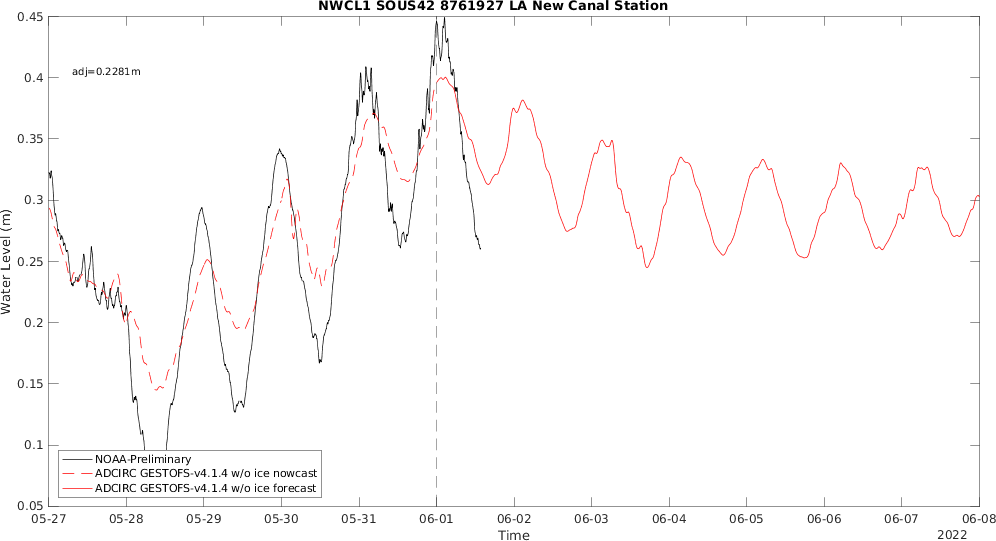 NWCL1 SOUS42 8761927 LA New Canal Station
0.45
adj=0.2281m
0.4
0.35
0.3
0.25
0.2
0.15
0.1
0.05
Water Level (m)
NOAA-Preliminary
ADCIRC GESTOFS-v4.1.4 w/o ice nowcast
ADCIRC GESTOFS-v4.1.4 w/o ice forecast
05-27 05-28 05-29 05-30 05-31 06-01 06-02 06-03 06-04 06-05 06-06 06-07 06-08
Time
2022